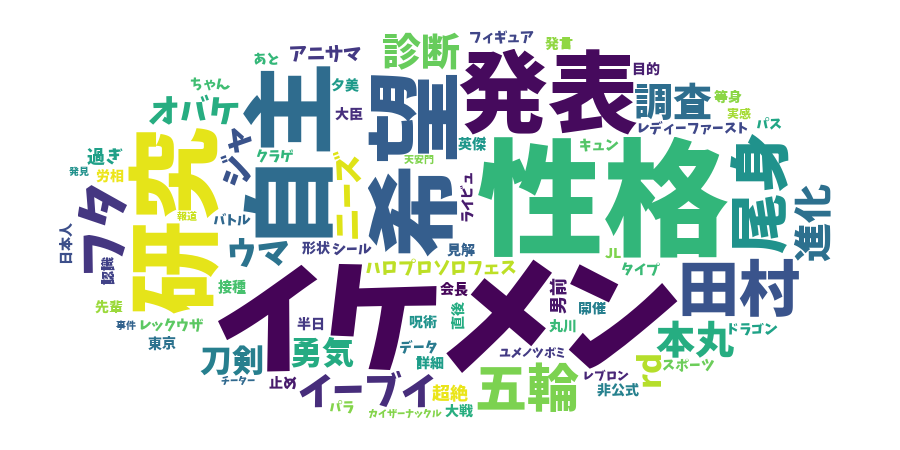 フィギュア
発言
診断
アニサマ
あと
発表
目的
ちゃん
夕美
オバケ
大臣
自主
希望
調査
等身
実感
レディーファースト
パス
英傑
キュン
過ぎ
クラゲ
ジャ
天安門
発見
労相
研究
性格
尾身
進化
ニーズ
ライビュ
フタ
報道
バトル
日本人
ウマ
形状
シール
見解
JL
タイプ
認識
接種
ハロプロソロフェス
イケメン
田村
会長
男前
開催
先輩
直後
事件
レックウザ
半日
呪術
丸川
本丸
ドラゴン
東京
刀剣
勇気
データ
詳細
ユメノツボミ
スポーツ
rd
チーター
止め
イーブイ
超絶
五輪
レブロン
非公式
パラ
カイザーナックル
大戦